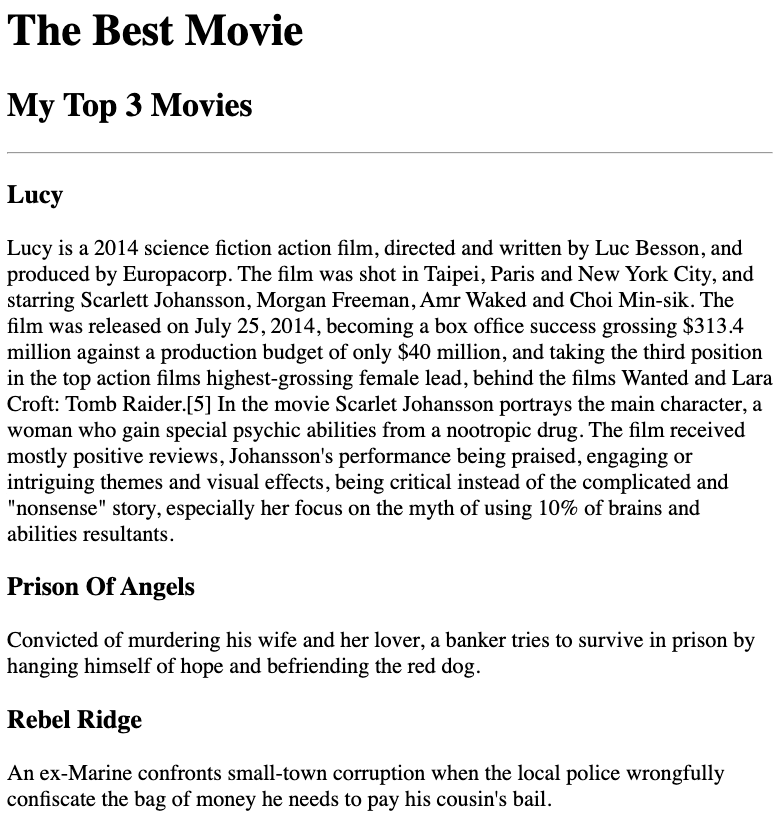 The Best Movie
My Top 3 Movies
Lucy
Lucy is a 2014 science fiction action film, directed and written by Luc Besson, and
produced by Europacorp. The film was shot in Taipei, Paris and New York City, and
starring Scarlett Johansson, Morgan Freeman, Amr Waked and Choi Min-sik. The
film was released on July 25, 2014, becoming a box office success grossing $313.4
million against a production budget of only $40 million, and taking the third position
in the top action films highest-grossing female lead, behind the films Wanted and Lara
Croft: Tomb Raider.[5] In the movie Scarlet Johansson portrays the main character, a
woman who gain special psychic abilities from a nootropic drug. The film received
mostly positive reviews, Johansson's performance being praised, engaging or
intriguing themes and visual effects, being critical instead of the complicated and
"nonsense" story, especially her focus on the myth of using 10% of brains and
abilities resultants.
Prison Of Angels
Convicted of murdering his wife and her lover, a banker tries to survive in prison by
hanging himself of hope and befriending the red dog.
Rebel Ridge
An ex-Marine confronts small-town corruption when the local police wrongfully
confiscate the bag of money he needs to pay his cousin's bail.